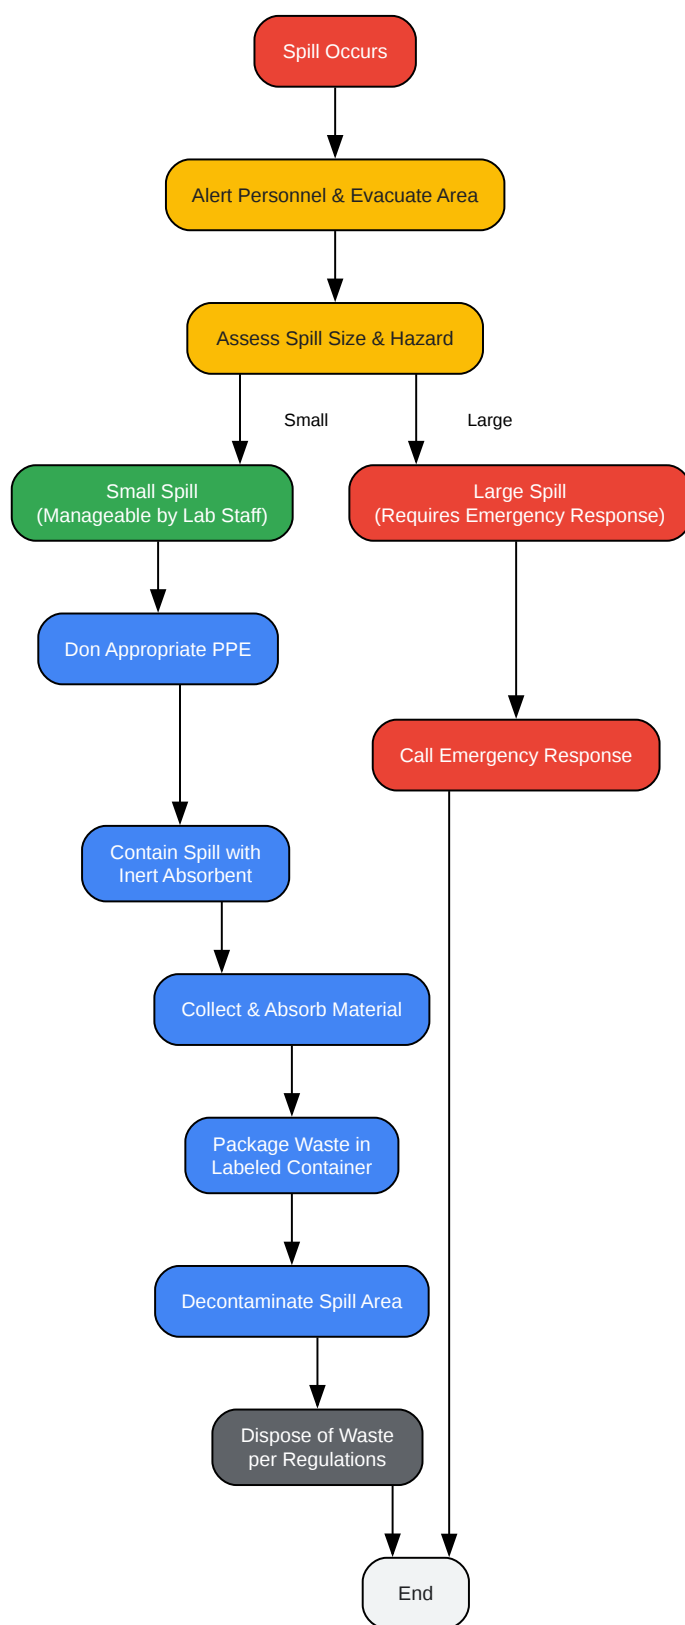 Spill Occurs
Alert Personnel & Evacuate Area
Assess Spill Size & Hazard
Small
Large
Small Spill
(Manageable by Lab Staff)
Large Spill
(Requires Emergency Response)
Don Appropriate PPE
Call Emergency Response
Contain Spill with
Inert Absorbent
Collect & Absorb Material
Package Waste in
Labeled Container
Decontaminate Spill Area
Dispose of Waste
per Regulations
End